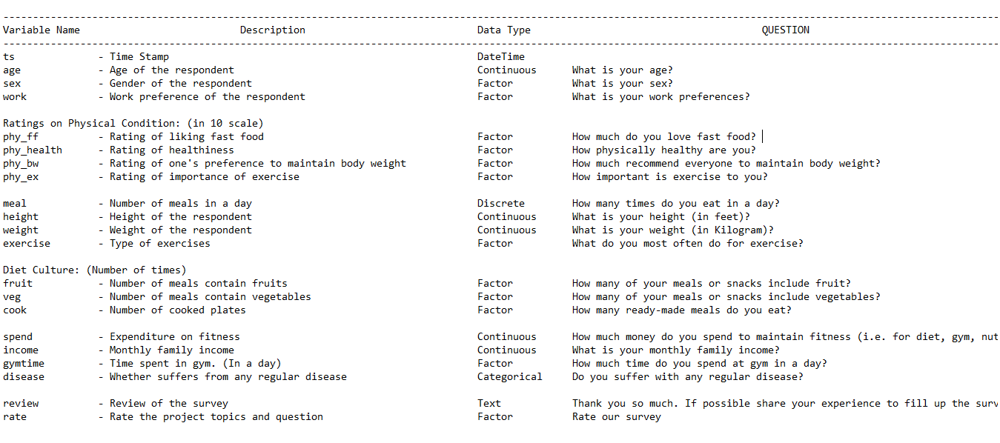 Variable Name Description Data Type QUESTION
ts - Time Stamp DateTime
age - Age of the respondent Continuous What is your age?
sex - Gender of the respondent Factor What is your sex?
work - Work preference of the respondent Factor What is your work preferences?
Ratings on Physical Condition: (in 10 scale)
phy_ff - Rating of liking fast food Factor How much do you love fast food?
phy_health - Rating of healthiness Factor How physically healthy are you?
phy_bw - Rating of one's preference to maintain body weight Factor How much recommend everyone to maintain body weight?
phy_ex - Rating of importance of exercise Factor How important is exercise to you?
meal - Number of meals in a day Discrete How many times do you eat in a day?
height - Height of the respondent Continuous What is your height (in feet)?
weight - Weight of the respondent Continuous What is your weight (in Kilogram)?
exercise - Type of exercises Factor What do you most often do for exercise?
Diet Culture: (Number of times)
fruit - Number of meals contain fruits Factor How many of your meals or snacks include fruit?
veg - Number of meals contain vegetables Factor How many of your meals or snacks include vegetables?
cook - Number of cooked plates Factor How many ready-made meals do you eat?
spend - Expenditure on fitness Continuous How much money do you spend to maintain fitness (i.e. for diet, gym, nut
income - Monthly family income Continuous What is your monthly family income?
gymtime - Time spent in gym. (In a day) Factor How much time do you spend at gym in a day?
disease - Whether suffers from any regular disease Categorical Do you suffer with any regular disease?
review - Review of the survey Text Thank you so much. If possible share your experience to fill up the surv
rate - Rate the project topics and question Factor Rate our survey